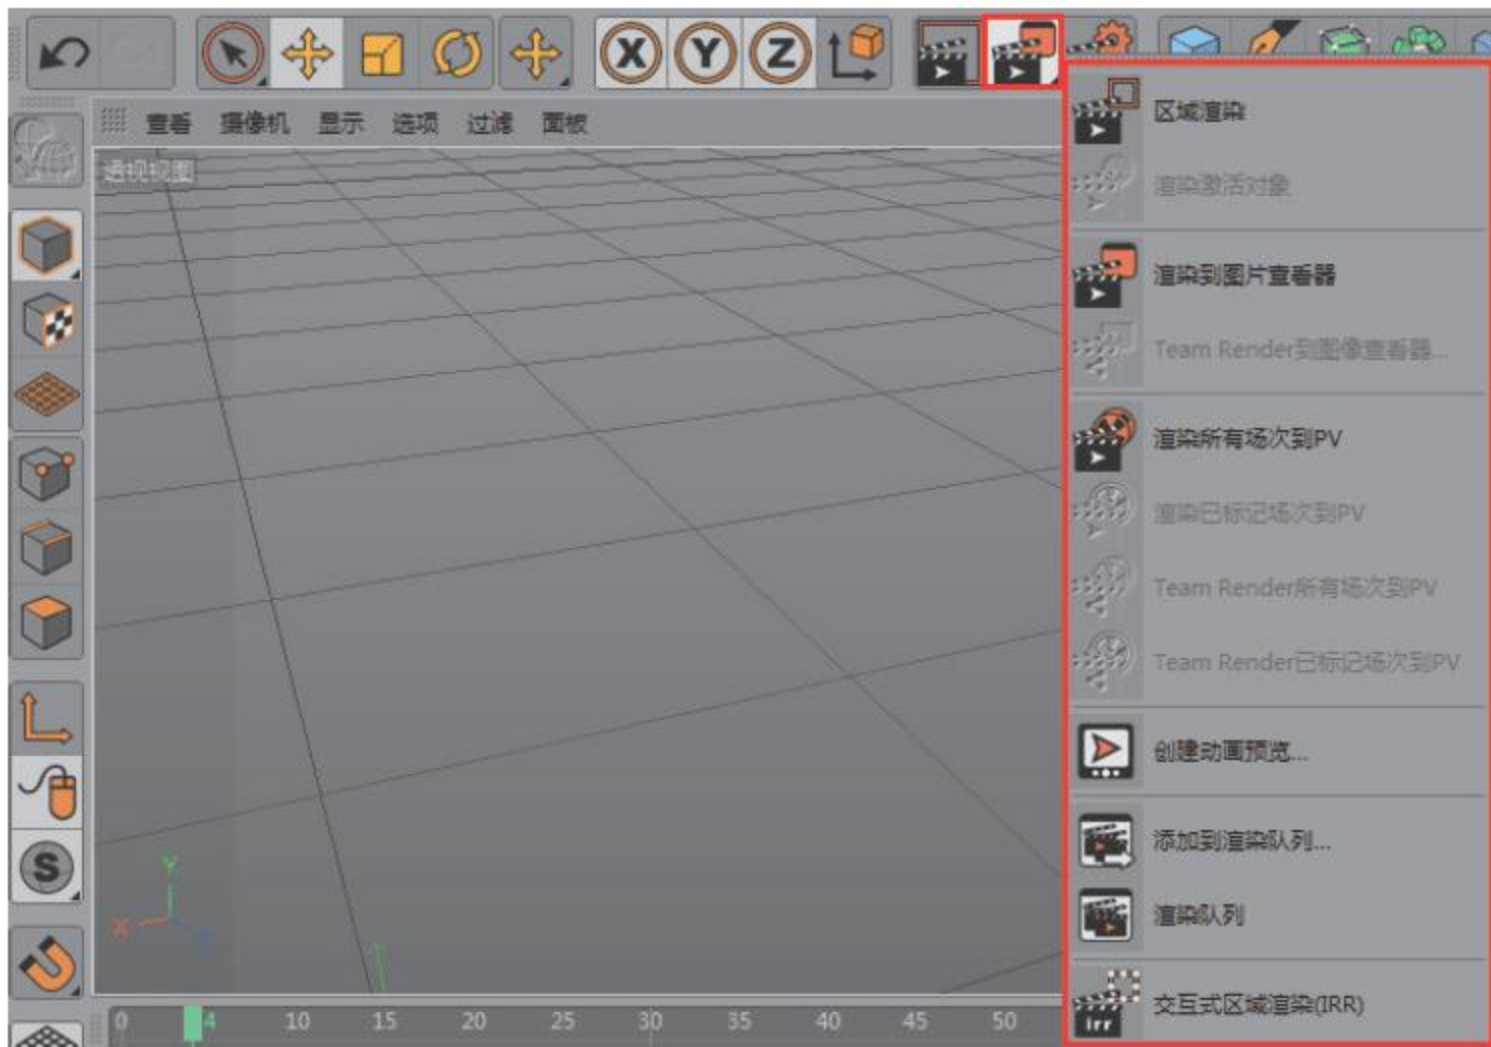 X Y Z
查看 摄像机 显示 选项 过滤 面板
透视视图
区域渲染
渲染激活对象
渲染到图片查看器
Team Render到图像查看器...
渲染所有场次到PV
渲染已标记场次到PV
Team Render所有场次到PV
Team Render已标记场次到PV
创建动画预览...
添加到渲染队列...
渲染队列
irr
交互式区域渲染(IRR)
S
Y
X
Z
0 4 10 15 20 25 30 35 40 45 50